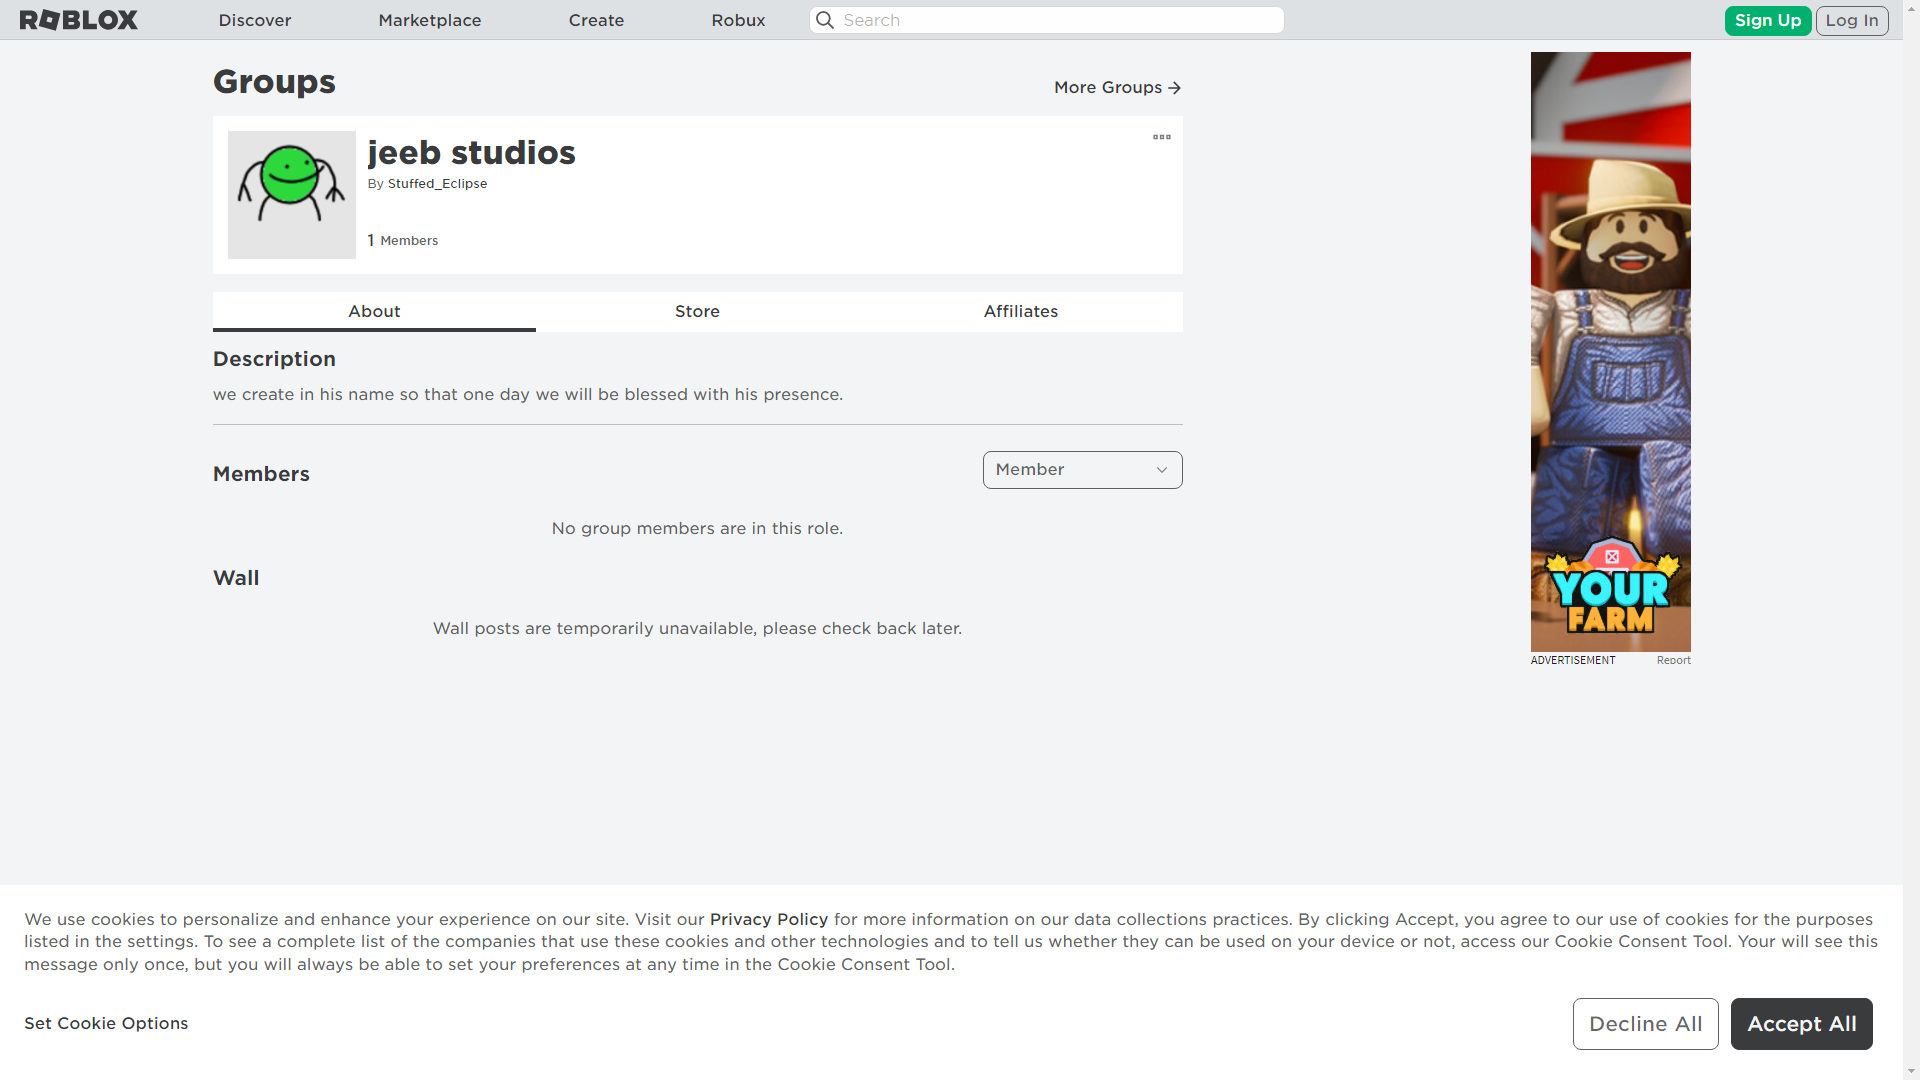 ROBLOX
Discover
Marketplace
Create
Robux
Search
Sign Up
Log In
Groups
More Groups
jeeb studios
By Stuffed_Eclipse
1 Members
About
Store
Affiliates
Description
we create in his name so that one day we will be blessed with his presence.
Members
Member
No group members are in this role.
Wall
Wall posts are temporarily unavailable, please check back later.
YOUR
FARM
ADVERTISEMENT
Report
We use cookies to personalize and enhance your experience on our site. Visit our Privacy Policy for more information on our data collections practices. By clicking Accept, you agree to our use of cookies for the purposes
listed in the settings. To see a complete list of the companies that use these cookies and other technologies and to tell us whether they can be used on your device or not, access our Cookie Consent Tool. Your will see this
message only once, but you will always be able to set your preferences at any time in the Cookie Consent Tool.
Set Cookie Options
Decline All
Accept All